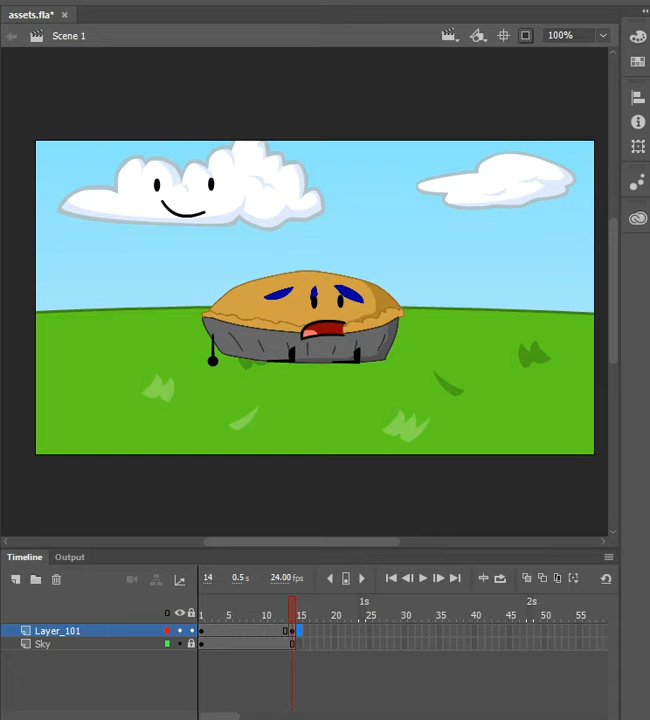 assets.fla*
Scene 1
100%
Timeline
Output
14 0.5 s 24.00 fps
1s 2s
1 5 10 15 20 25 30 35 40 45 50 55
Layer_101
Sky